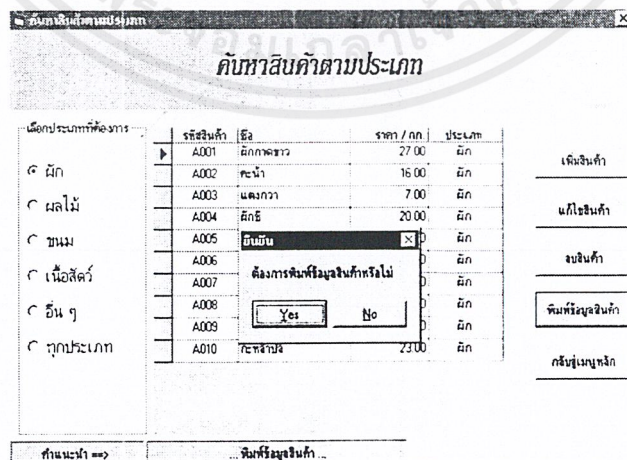 ค้นหาสินค้าตามประเภท
ค้นหาสินค้าตามประเภท
เลือกประเภทที่ต้องการ
ผัก
ผลไม้
ขนม
เนื้อสัตว์
อื่น ๆ
ทุกประเภท
รหัสสินค้า ชื่อ ราคา / กก. ประเภท
A001 ผักกาดขาว 27.00 ผัก
A002 คะน้า 16.00 ผัก
A003 แตงกวา 7.00 ผัก
A004 ผักชี 20.00 ผัก
A005 ผัก
A006 ผัก
A007 ผัก
A008 ผัก
A009 ผัก
A010 กะหล่ำปลี 23.00 ผัก
ยืนยัน
ต้องการพิมพ์ข้อมูลสินค้าหรือไม่
Yes No
เพิ่มสินค้า
แก้ไขสินค้า
ลบสินค้า
พิมพ์ข้อมูลสินค้า
กลับสู่เมนูหลัก
คำแนะนำ ==> ... พิมพ์ข้อมูลสินค้า ...